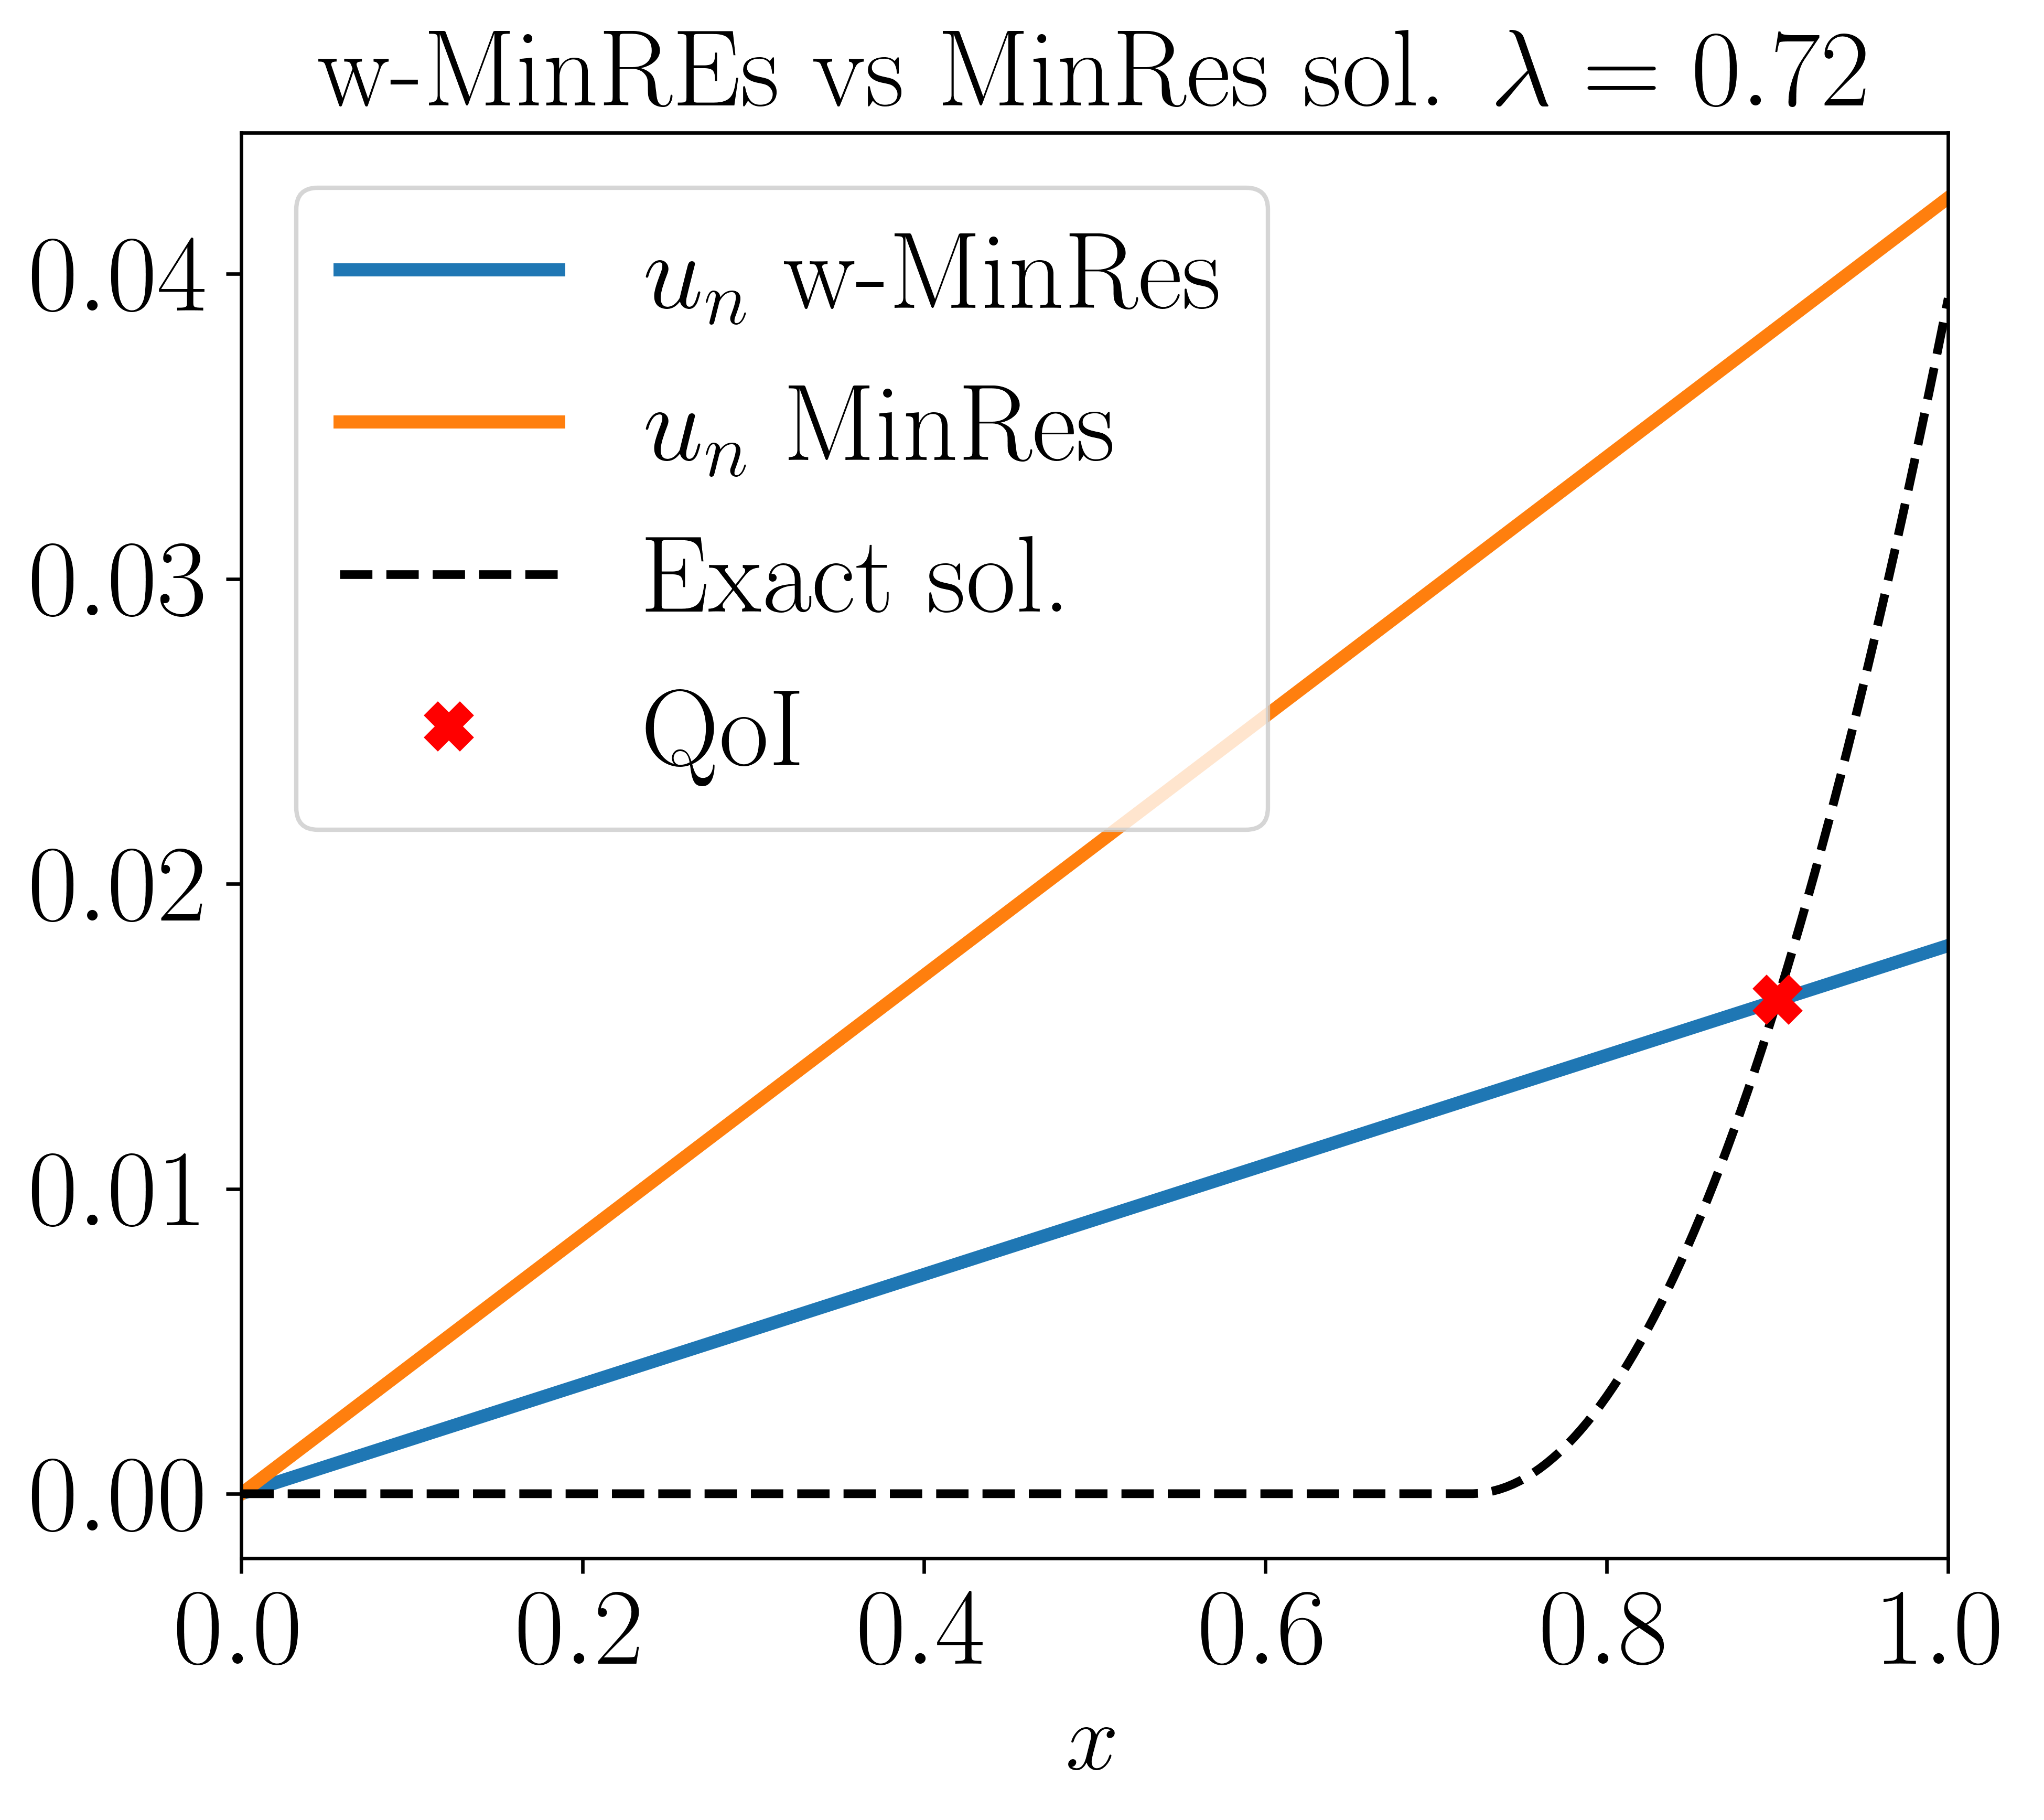 w-MinREs vs MinRes sol. λ = 0.72
u_n w-MinRes
u_n MinRes
Exact sol.
QoI
0.04
0.03
0.02
0.01
0.00
0.0 0.2 0.4 0.6 0.8 1.0
x